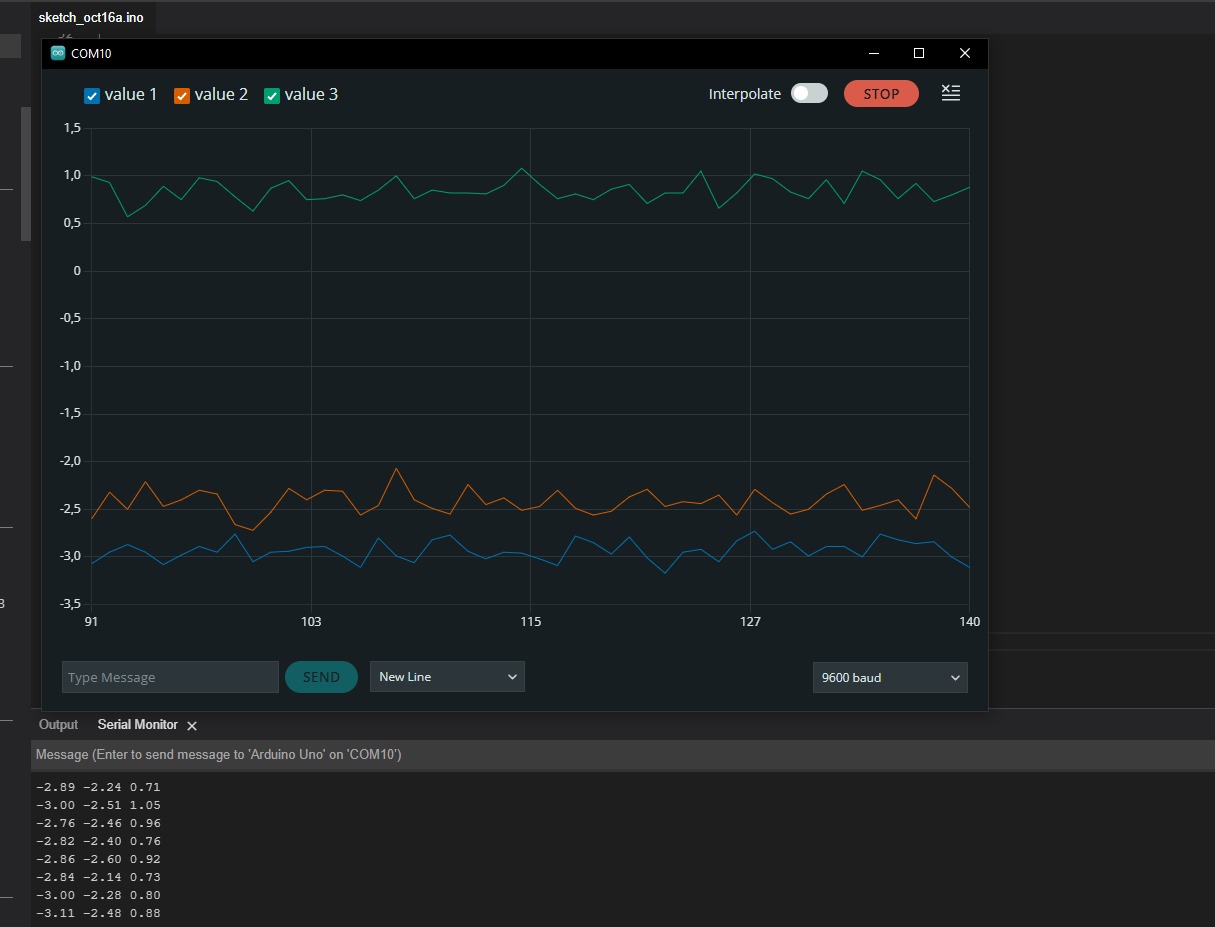 sketch_oct16a.ino
COM10
value 1 value 2 value 3 Interpolate STOP
1,5
1,0
0,5
0
-0,5
-1,0
-1,5
-2,0
-2,5
-3,0
-3,5
91 103 115 127 140
Type Message SEND New Line 9600 baud
Output Serial Monitor
Message (Enter to send message to 'Arduino Uno' on 'COM10')
-2.89 -2.24 0.71
-3.00 -2.51 1.05
-2.76 -2.46 0.96
-2.82 -2.40 0.76
-2.86 -2.60 0.92
-2.84 -2.14 0.73
-3.00 -2.28 0.80
-3.11 -2.48 0.88